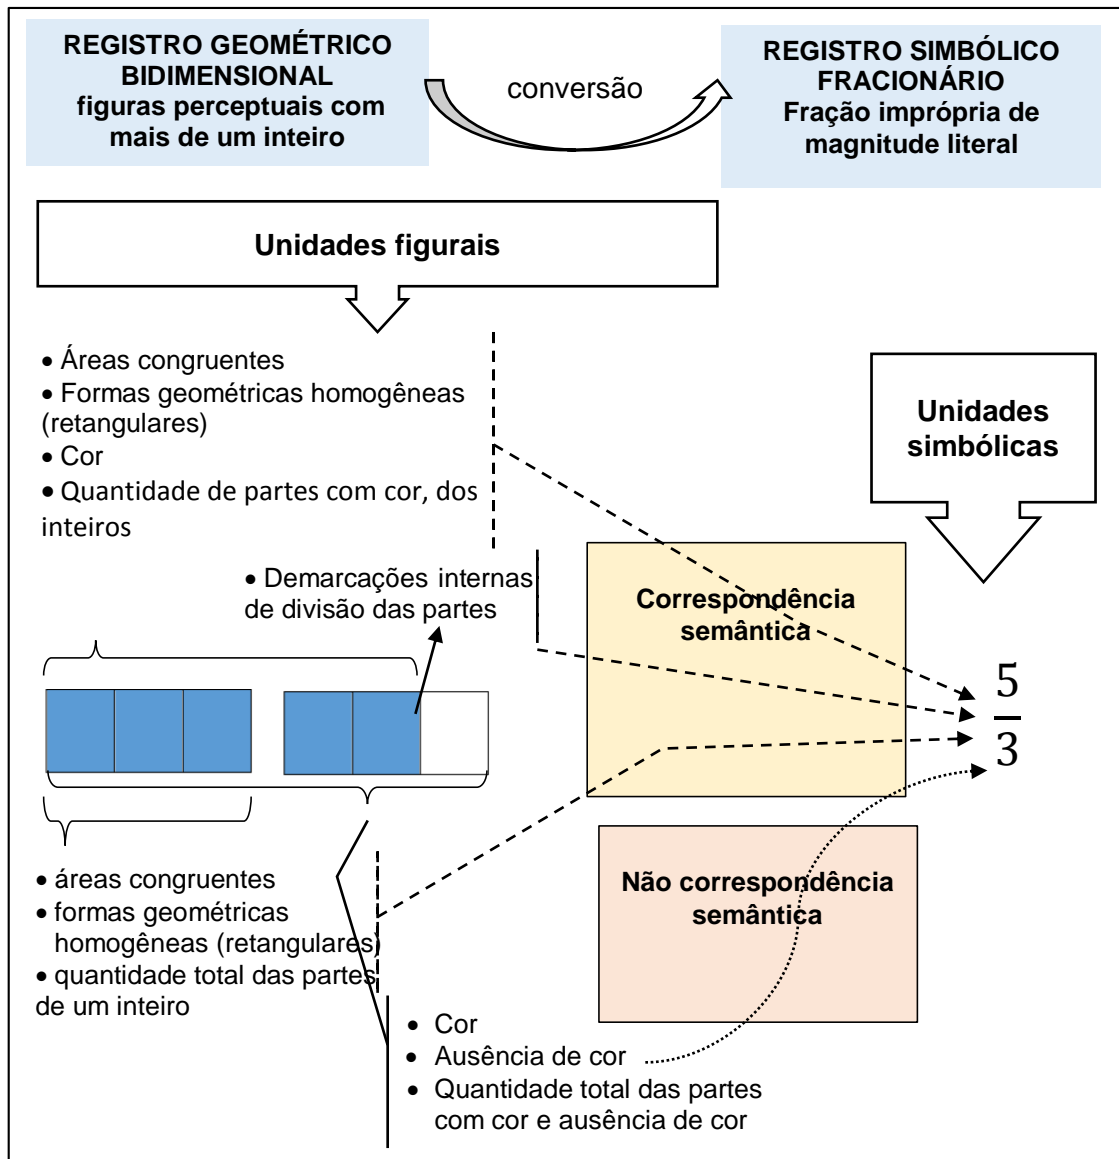 REGISTRO GEOMÉTRICO
BIDIMENSIONAL
figuras perceptuais com
mais de um inteiro
conversão
REGISTRO SIMBÓLICO
FRACIONÁRIO
Fração imprópria de
magnitude literal
Unidades figurais
• Áreas congruentes
• Formas geométricas homogêneas
(retangulares)
• Cor
• Quantidade de partes com cor, dos
inteiros
Unidades
simbólicas
• Demarcações internas
de divisão das partes
Correspondência
semântica
5
3
• áreas congruentes
• formas geométricas
homogêneas (retangulares)
• quantidade total das partes
de um inteiro
Não correspondência
semântica
• Cor
• Ausência de cor
• Quantidade total das partes
com cor e ausência de cor